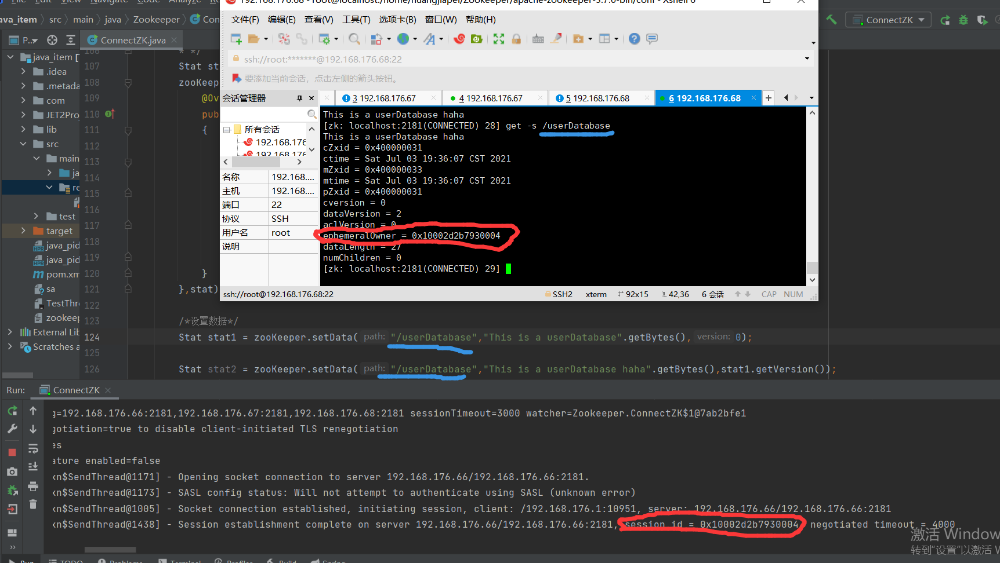 File Edit View Navigate Code Analyze
192.168.176.68 - root@localhost:/home/huangjiapei/Zookeeper/apache-zookeeper-3.7.0-bin/conf - Xshell 6
文件(F) 编辑(E) 查看(V) 工具(T) 选项卡(B) 窗口(W) 帮助(H)
ssh://root:*******@192.168.176.68:22
要添加当前会话，点击左侧的箭头按钮。
会话管理器
3 192.168.176.67
4 192.168.176.67
5 192.168.176.68
6 192.168.176.68
所有会话
192.168.176
192.168.176
名称 192.168....
主机 192.168....
端口 22
协议 SSH
用户名 root
说明
This is a userDatabase haha
[zk: localhost:2181(CONNECTED) 28] get -s /userDatabase
This is a userDatabase haha
cZxid = 0x400000031
ctime = Sat Jul 03 19:36:07 CST 2021
mZxid = 0x400000033
mtime = Sat Jul 03 19:36:07 CST 2021
pZxid = 0x400000031
cversion = 0
dataVersion = 2
aclVersion = 0
ephemeralOwner = 0x10002d2b7930004
dataLength = 27
numChildren = 0
[zk: localhost:2181(CONNECTED) 29]
ssh://root@192.168.176.68:22 SSH2 xterm 92x15 42,36 6 会话 CAP NUM
ava_item src main java Zookeeper Con
ConnectZK
P...
ConnectZK.java
java_item [
.idea
.metada
com
JET2Pro
lib
src
main
ja
re
test
target
java_pid
java_pid
pom.xm
sa
TestThr
zookeep
External Lib
Scratches a
106 * */
107 Stat st
108 zooKeep
109 @Ov
110 pub
111 {
112
113
114
115
116
117
118
119
120 }
121 },stat)
122
123 /*设置数据*/
124 Stat stat1 = zooKeeper.setData( path: "/userDatabase","This is a userDatabase".getBytes(), version: 0);
125
126 Stat stat2 = zooKeeper.setData( path: "/userDatabase","This is a userDatabase haha".getBytes(),stat1.getVersion());
Run: ConnectZK
g=192.168.176.66:2181,192.168.176.67:2181,192.168.176.68:2181 sessionTimeout=3000 watcher=Zookeeper.ConnectZK$1@7ab2bfe1
gotiation=true to disable client-initiated TLS renegotiation
es
ature enabled=false
xn$SendThread@1171] - Opening socket connection to server 192.168.176.66/192.168.176.66:2181.
xn$SendThread@1173] - SASL config status: Will not attempt to authenticate using SASL (unknown error)
xn$SendThread@1005] - Socket connection established, initiating session, client: /192.168.176.1:10951, server: 192.168.176.66/192.168.176.66:2181
xn$SendThread@1438] - Session establishment complete on server 192.168.176.66/192.168.176.66:2181, session id = 0x10002d2b7930004, negotiated timeout = 4000
激活 Window
转到"设置"以激活 W
Run TODO Problems Terminal Profiler Build Spring